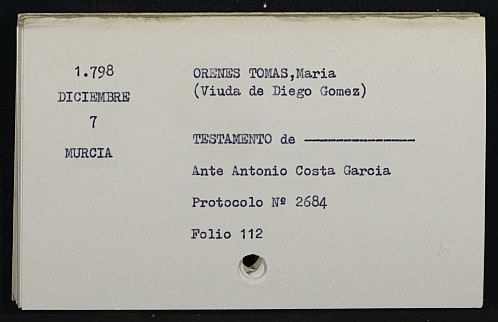 1.798
DICIEMBRE
7
MURCIA
ORENES TOMAS,Maria
(Viuda de Diego Gomez)
TESTAMENTO de ----------------
Ante Antonio Costa Garcia
Protocolo Nº 2684
Folio 112